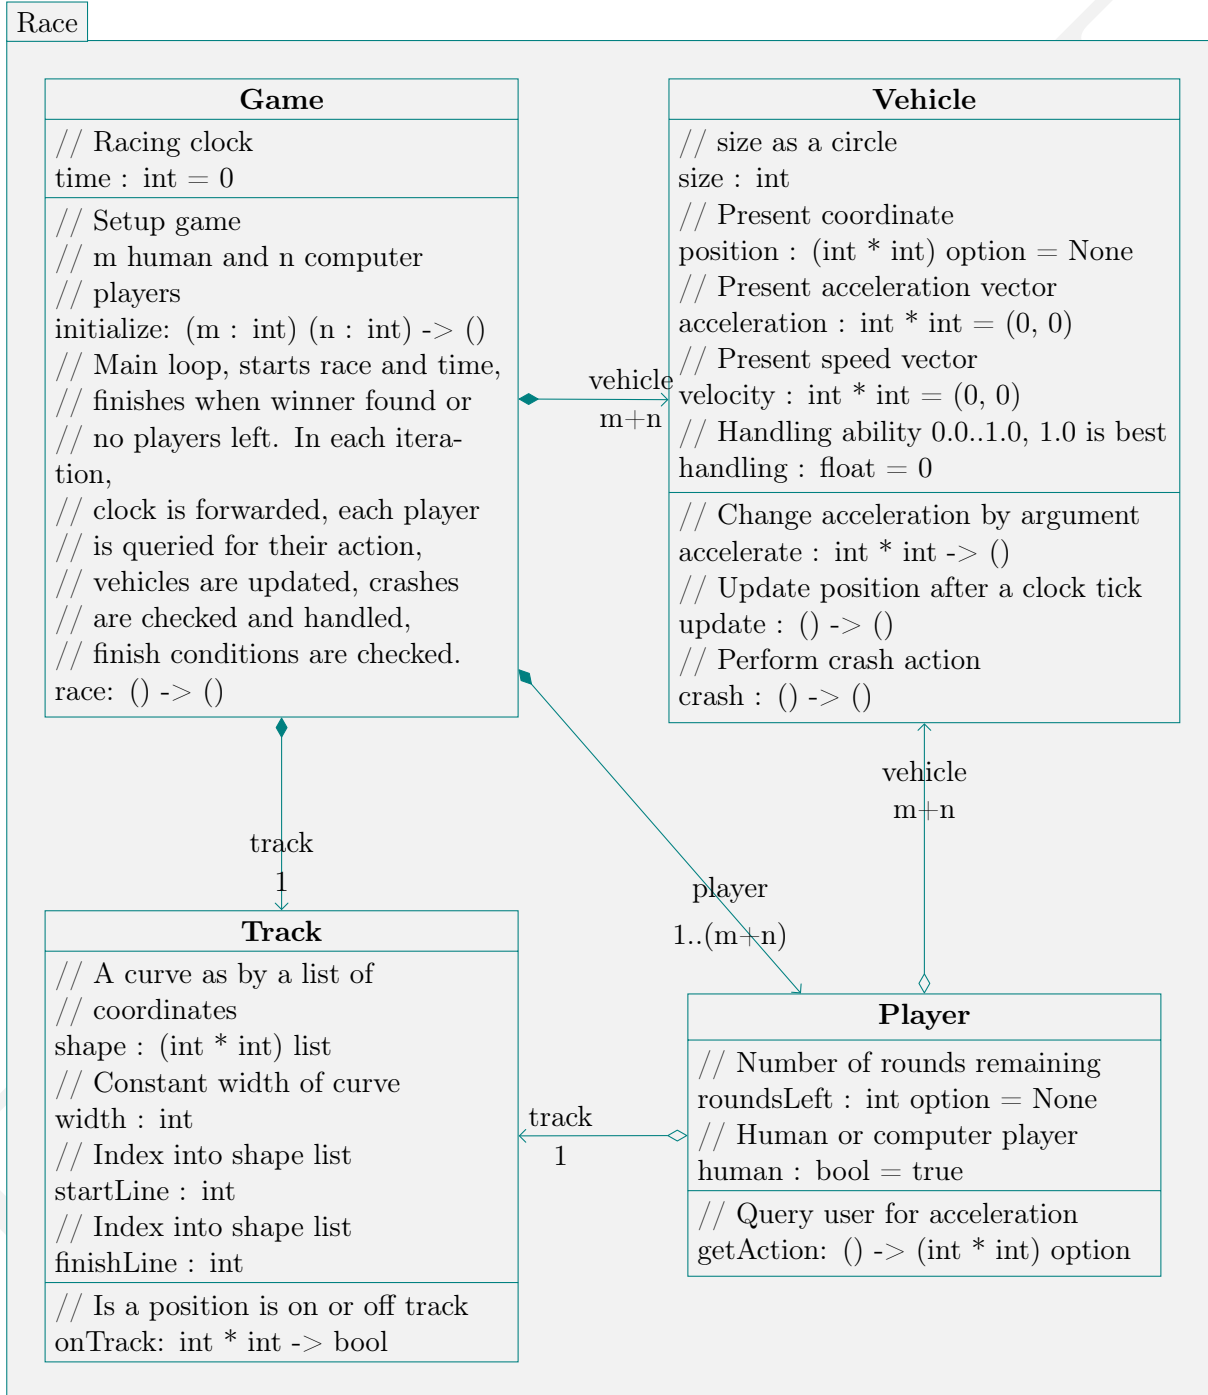 Race
Game
// Racing clock
time : int = 0
// Setup game
// m human and n computer
// players
initialize: (m : int) (n : int) -> ()
// Main loop, starts race and time,
// finishes when winner found or
// no players left. In each itera-
tion,
// clock is forwarded, each player
// is queried for their action,
// vehicles are updated, crashes
// are checked and handled,
// finish conditions are checked.
race: () -> ()
vehicle
m+n
Vehicle
// size as a circle
size : int
// Present coordinate
position : (int * int) option = None
// Present acceleration vector
acceleration : int * int = (0, 0)
// Present speed vector
velocity : int * int = (0, 0)
// Handling ability 0.0..1.0, 1.0 is best
handling : float = 0
// Change acceleration by argument
accelerate : int * int -> ()
// Update position after a clock tick
update : () -> ()
// Perform crash action
crash : () -> ()
track
1
player
1..(m+n)
vehicle
m+n
Track
// A curve as by a list of
// coordinates
shape : (int * int) list
// Constant width of curve
width : int
// Index into shape list
startLine : int
// Index into shape list
finishLine : int
// Is a position is on or off track
onTrack: int * int -> bool
track
1
Player
// Number of rounds remaining
roundsLeft : int option = None
// Human or computer player
human : bool = true
// Query user for acceleration
getAction: () -> (int * int) option